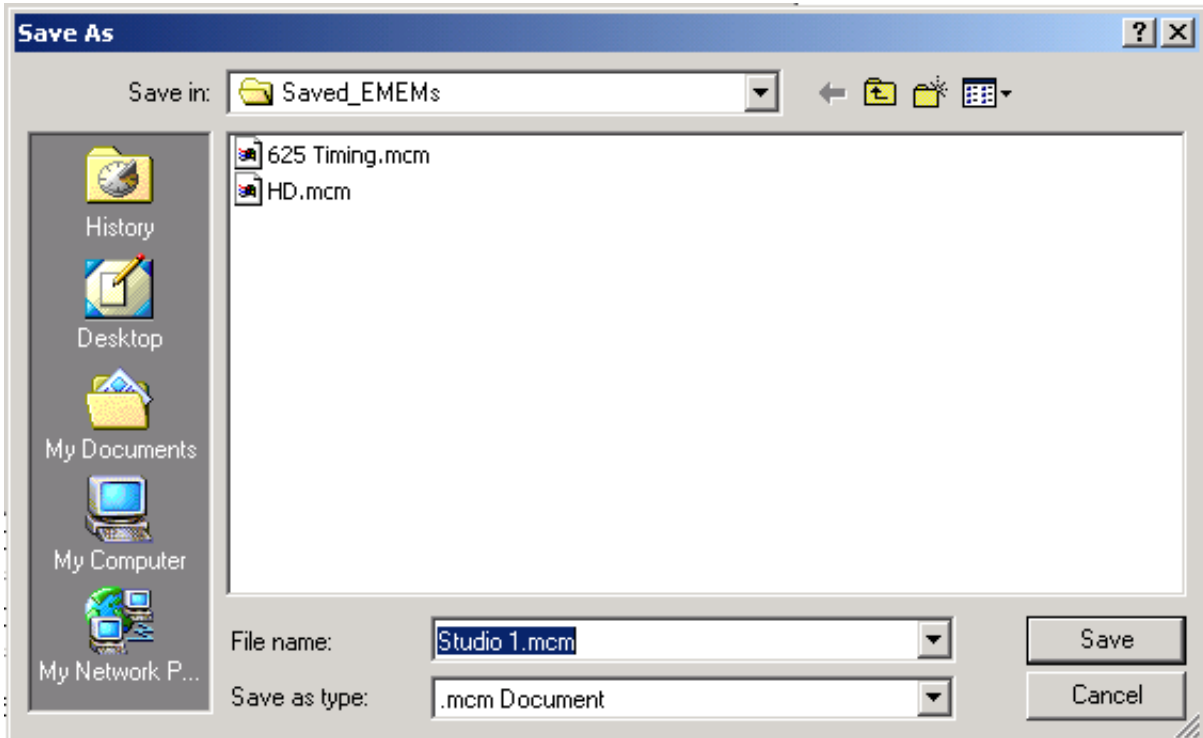 Save As
Save in: Saved_EMEMs
625 Timing.mcm
HD.mcm
History
Desktop
My Documents
My Computer
My Network P...
File name: Studio 1.mcm Save
Save as type: .mcm Document Cancel